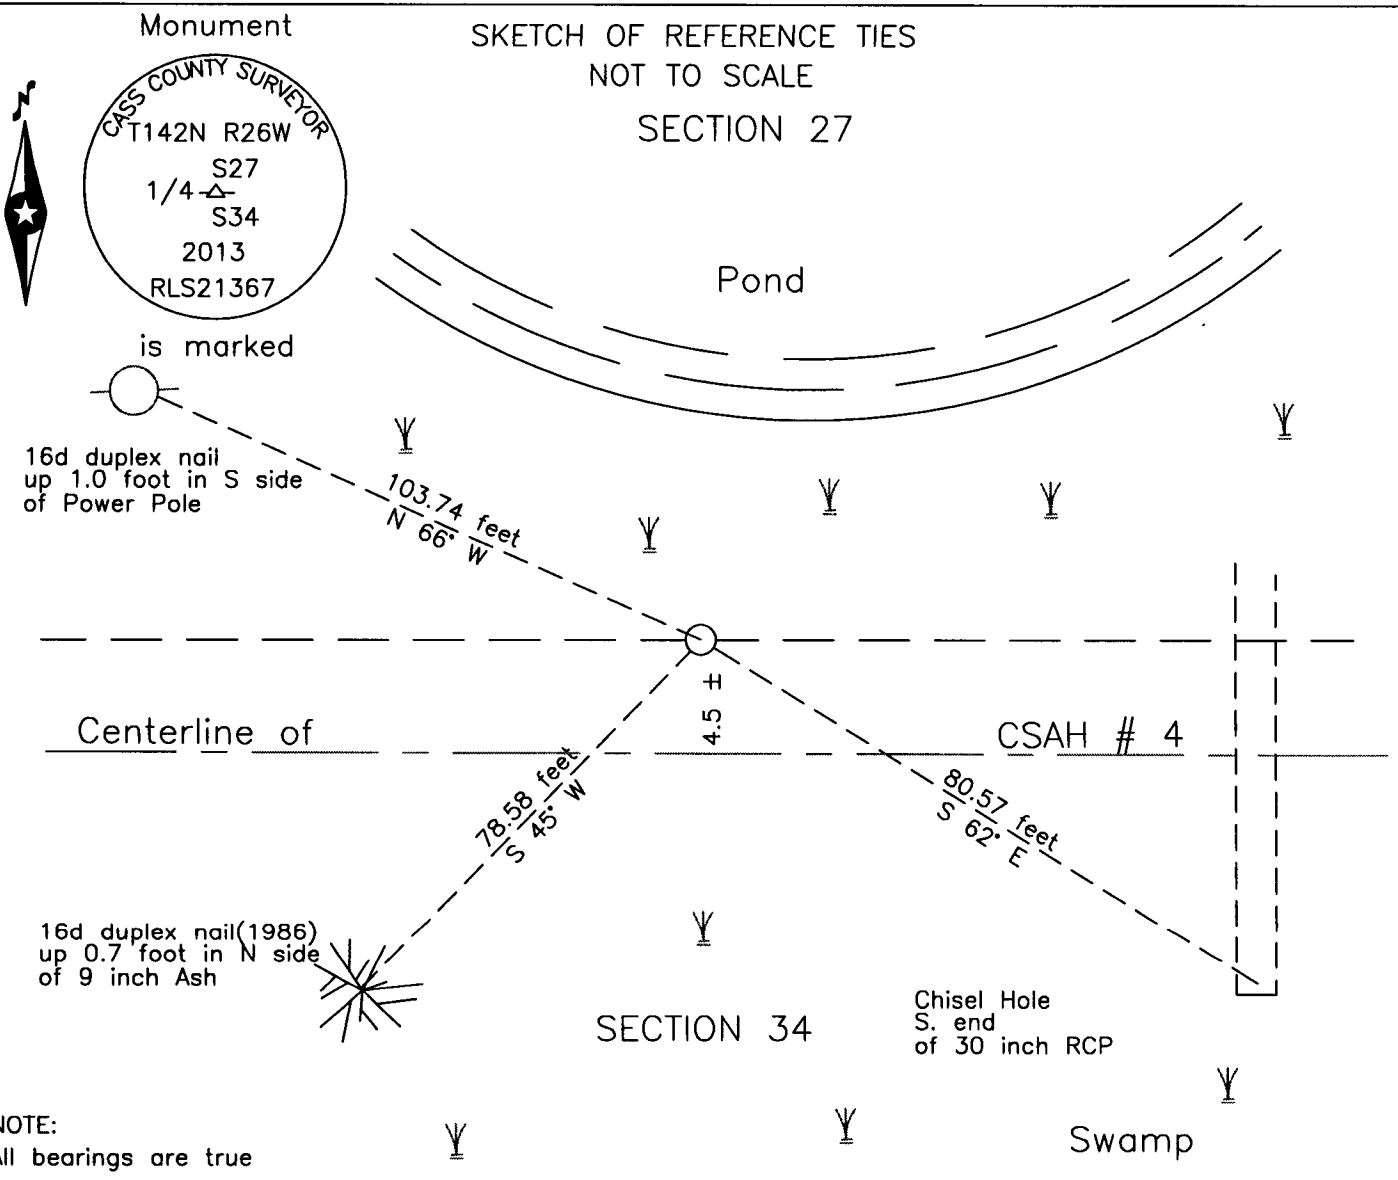 Monument
SKETCH OF REFERENCE TIES
NOT TO SCALE
SECTION 27
N
CASS COUNTY SURVEYOR
T142N R26W
S27
1/4
S34
2013
RLS21367
is marked
Pond
16d duplex nail
up 1.0 foot in S side
of Power Pole
103.74 feet
N 66° W
4.5 ±
Centerline of
CSAH # 4
78.58 feet
S 45° W
80.57 feet
S 62° E
16d duplex nail(1986)
up 0.7 foot in N side
of 9 inch Ash
SECTION 34
Chisel Hole
S. end
of 30 inch RCP
Swamp
NOTE:
All bearings are true